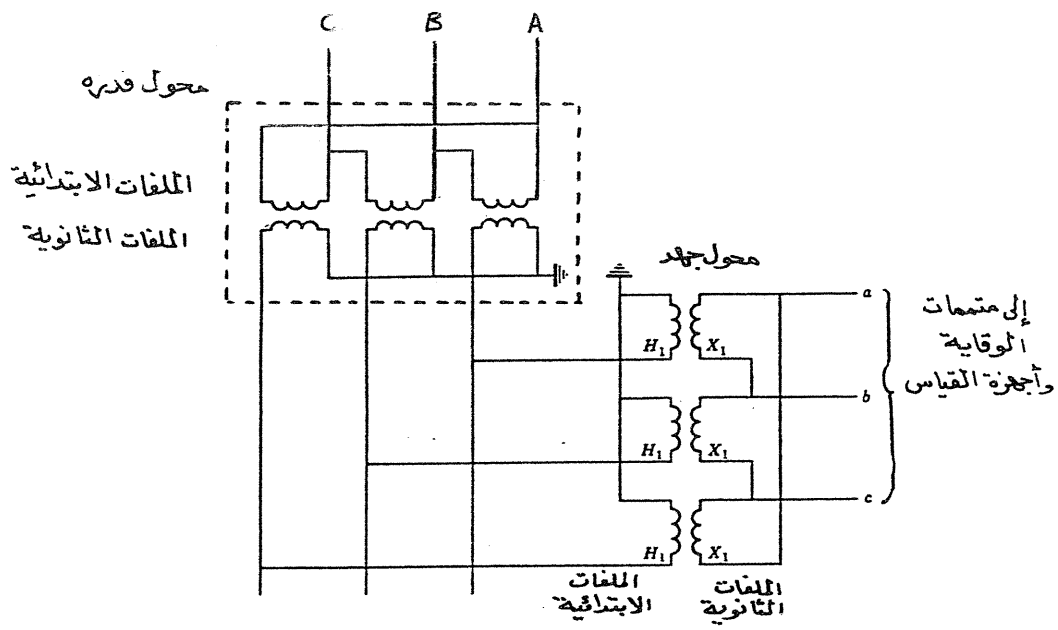 C B A
محول قدره
الملفات الابتدائية
الملفات الثانوية
محول جهد
a
إلى متممات
الوقاية
وأجهزة القياس
H₁ X₁
b
H₁ X₁
c
H₁ X₁
الملفات
الابتدائية
الملفات
الثانوية